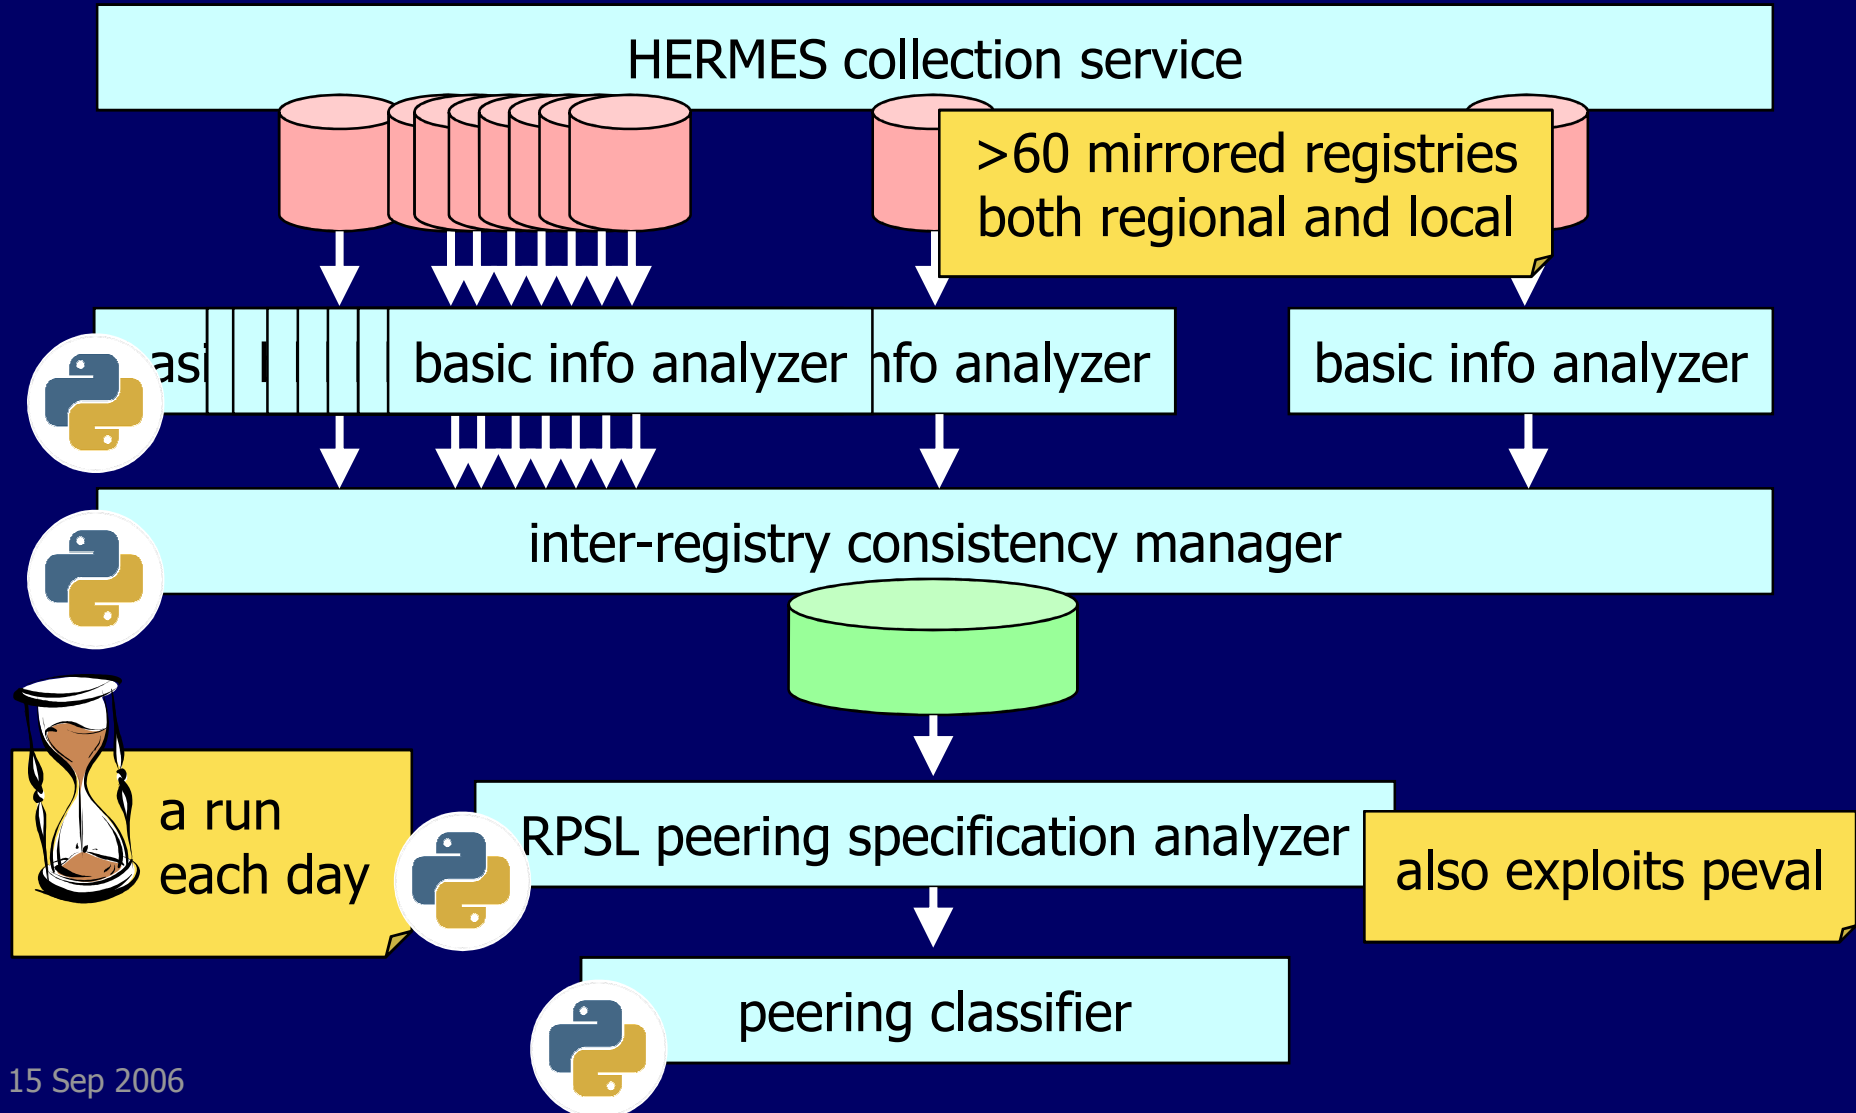 HERMES collection service
>60 mirrored registries
both regional and local
asi
basic info analyzer
nfo analyzer
basic info analyzer
inter-registry consistency manager
a run
each day
RPSL peering specification analyzer
also exploits peval
peering classifier
15 Sep 2006